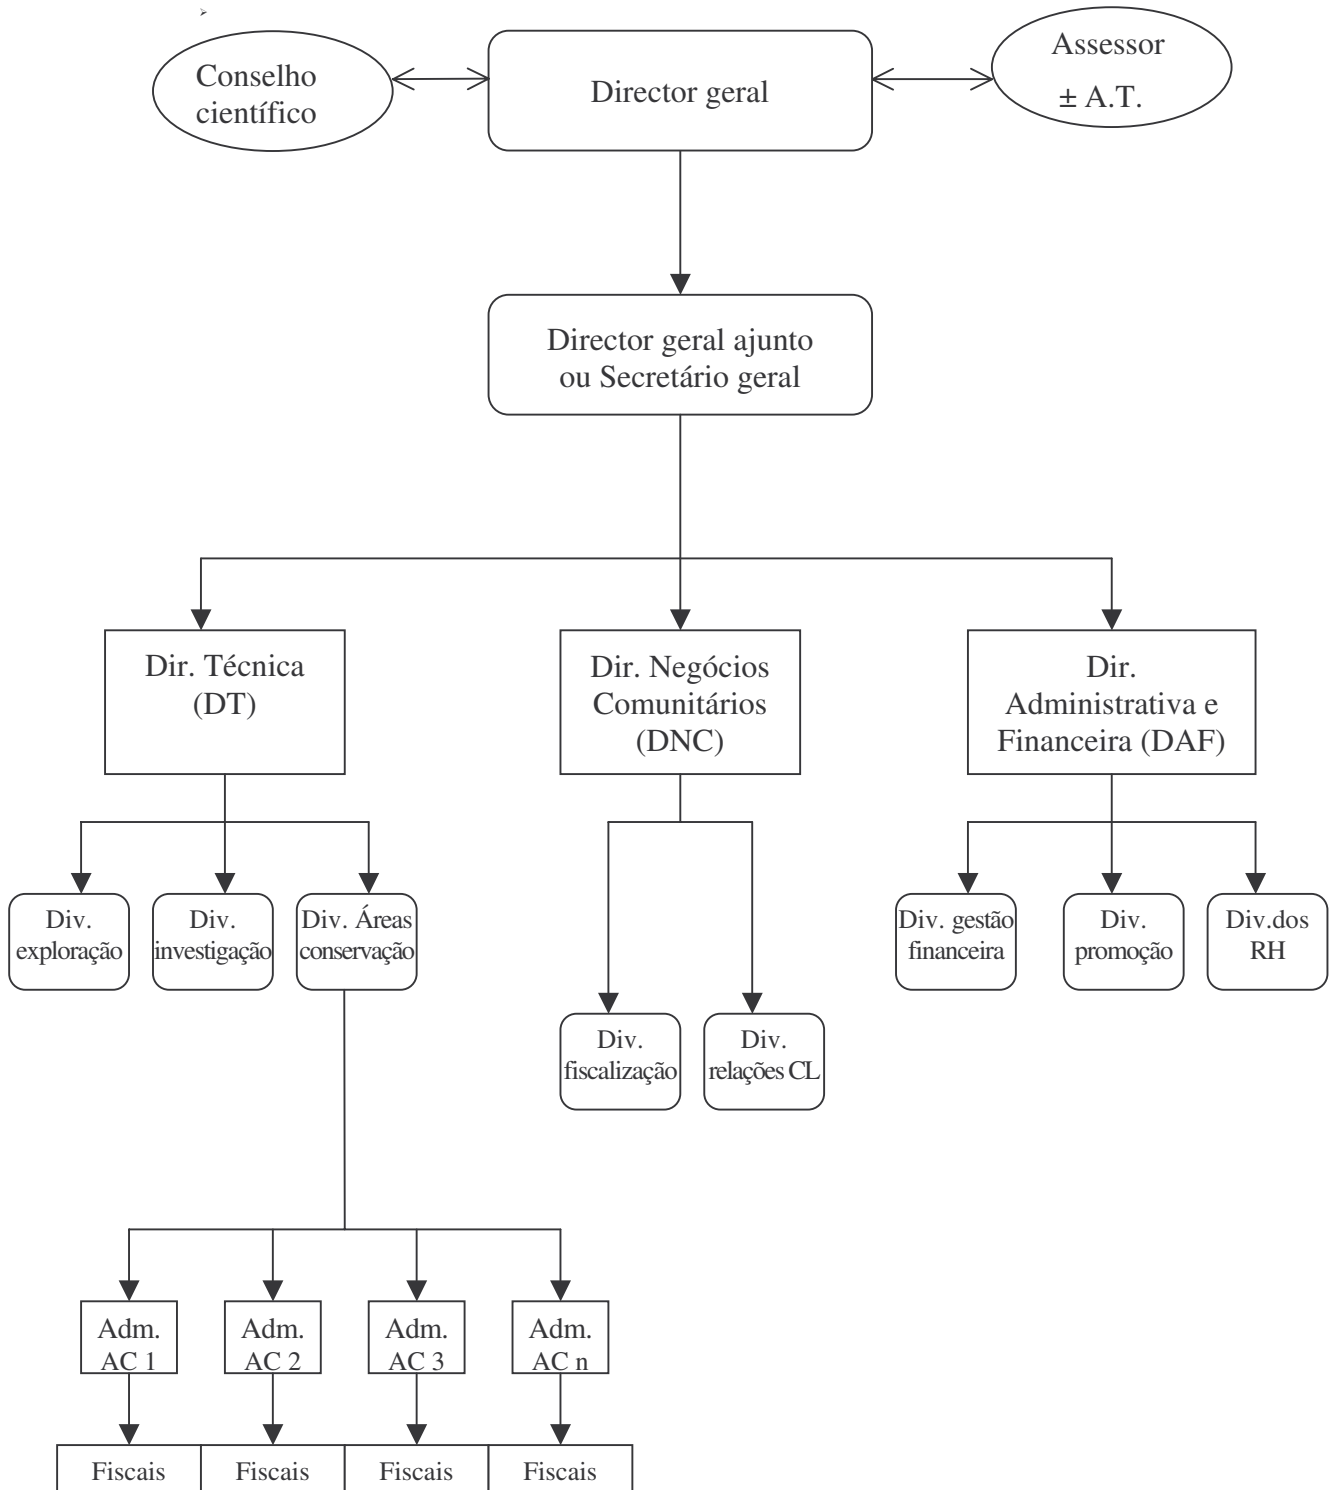 Conselho
científico
Director geral
Assessor
± A.T.
Director geral ajunto
ou Secretário geral
Dir. Técnica
(DT)
Dir. Negócios
Comunitários
(DNC)
Dir.
Administrativa e
Financeira (DAF)
Div.
exploração
Div.
investigação
Div. Áreas
conservação
Div. gestão
financeira
Div.
promoção
Div.dos
RH
Div.
fiscalização
Div.
relações CL
Adm.
AC 1
Adm.
AC 2
Adm.
AC 3
Adm.
AC n
Fiscais
Fiscais
Fiscais
Fiscais